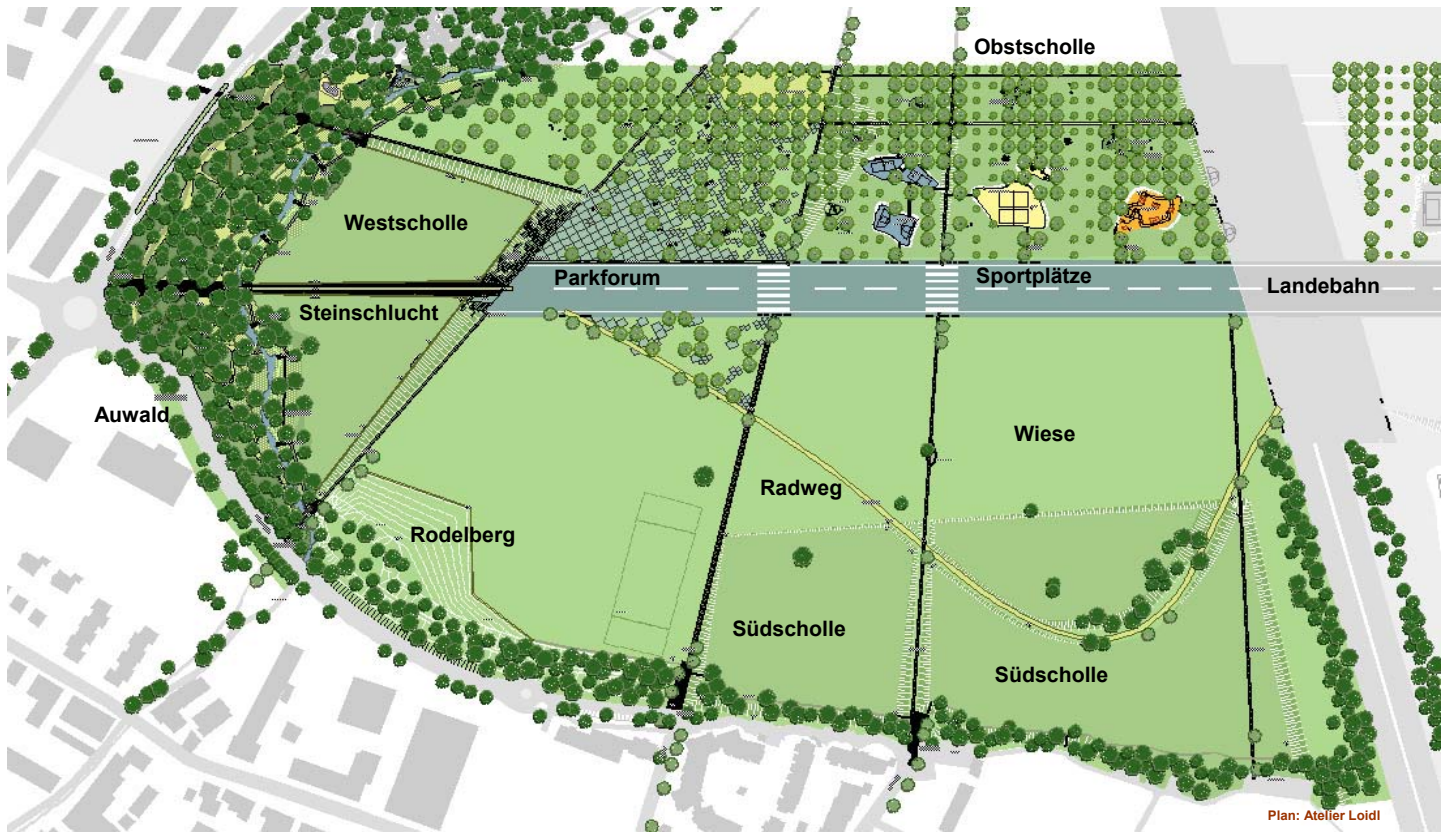 Obstscholle
Westscholle
Parkforum
Sportplätze
Landebahn
Steinschlucht
Auwald
Wiese
Radweg
Rodelberg
Südscholle
Südscholle
Plan: Atelier Loidl